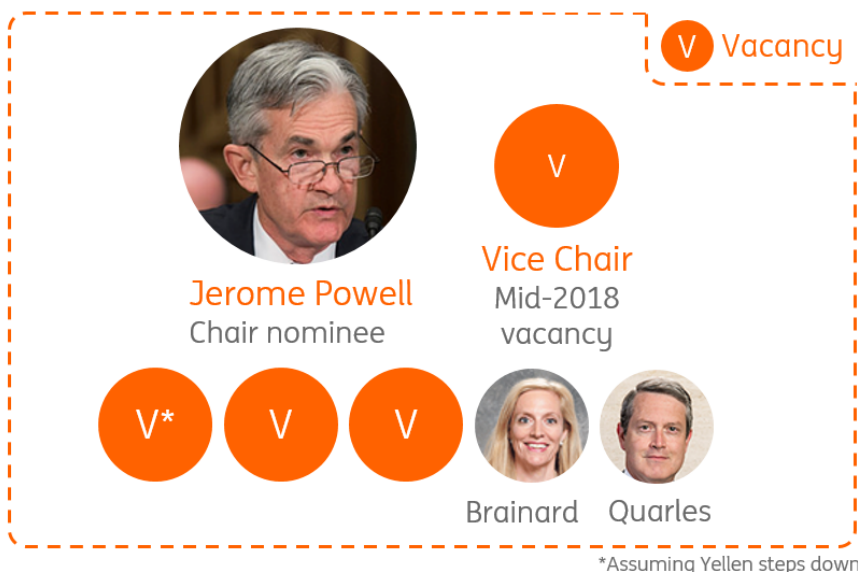 V Vacancy
V
Jerome Powell
Chair nominee
Vice Chair
Mid-2018
vacancy
V* V V
Brainard Quarles
*Assuming Yellen steps down